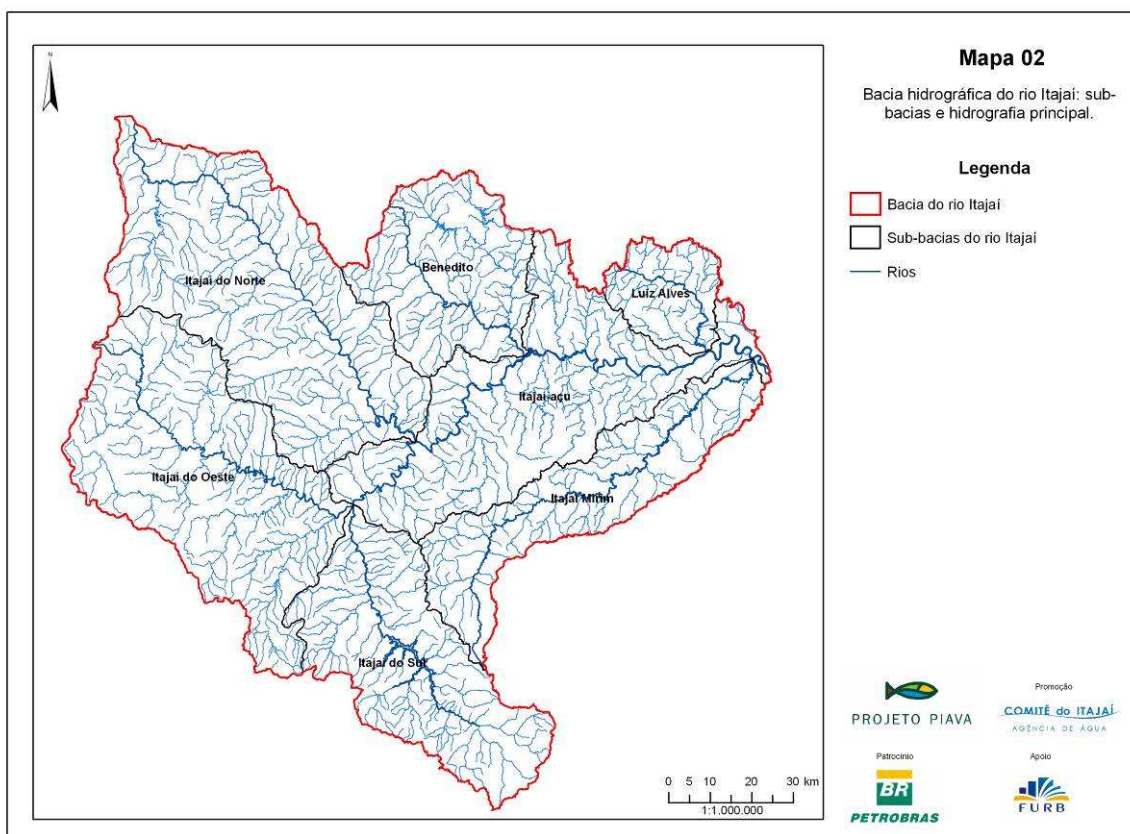 N
Mapa 02
Bacia hidrográfica do rio Itajaí: sub-
bacias e hidrografia principal.
Legenda
Bacia do rio Itajaí
Sub-bacias do rio Itajaí
Rios
Itajaí do Norte
Benedito
Luiz Alves
Itajaí-açu
Itajaí do Oeste
Itajaí Mirim
Itajaí do Sul
0 5 10 20 30 km
1:1.000.000
PROJETO PIAVA
Promoção
COMITÊ do ITAJAÍ
AGÊNCIA DE ÁGUA
Patrocínio
BR
PETROBRAS
Apoio
FURB